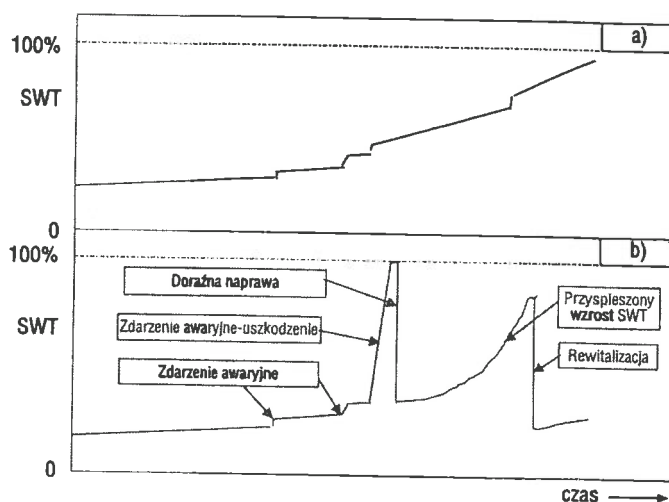 100%
a)
SWT
0
100%
b)
Doraźna naprawa
Przyspieszony
wzrost SWT
SWT
Zdarzenie awaryjne-uszkodzenie
Rewitalizacja
Zdarzenie awaryjne
0
czas